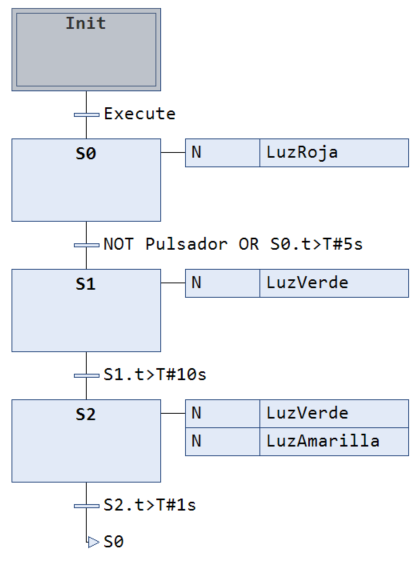 Init
Execute
S0
N LuzRoja
NOT Pulsador OR S0.t>T#5s
S1
N LuzVerde
S1.t>T#10s
S2
N LuzVerde
N LuzAmarilla
S2.t>T#1s
S0